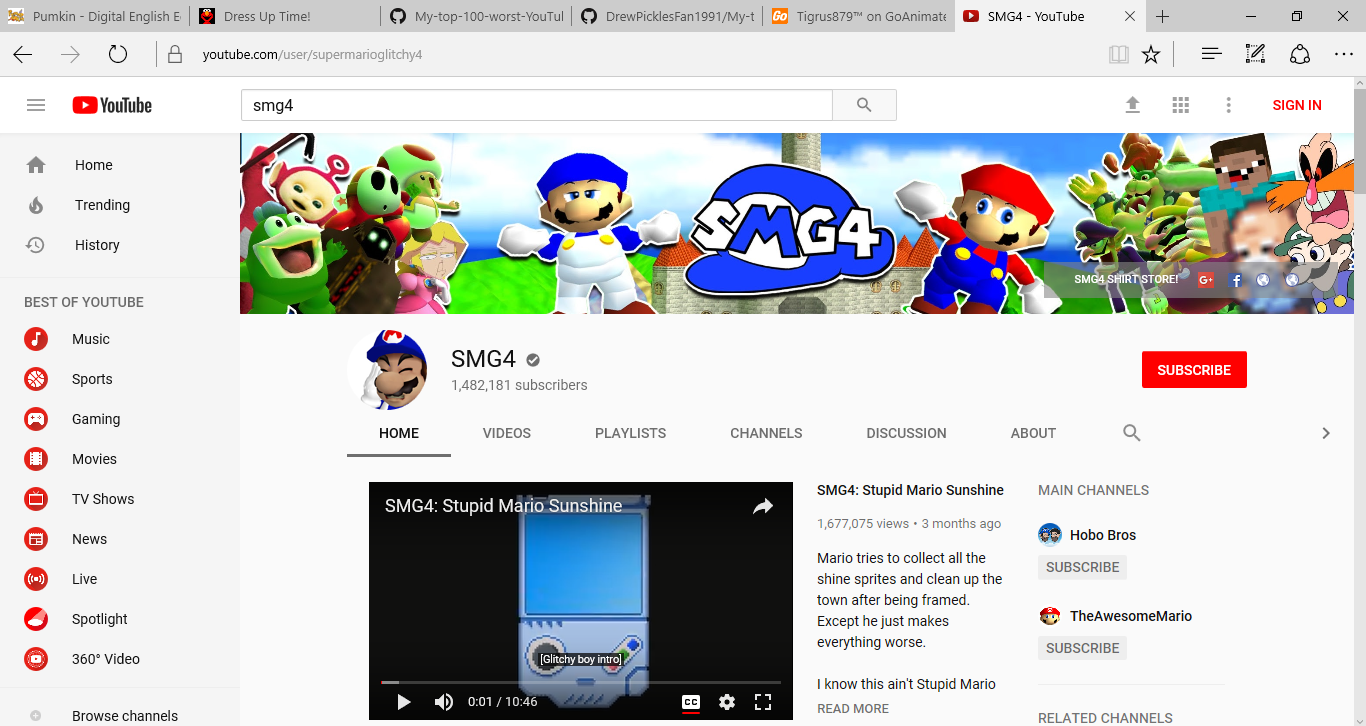 Pumkin - Digital English E
Dress Up Time!
My-top-100-worst-YouTul
DrewPicklesFan1991/My-t
Tigrus879™ on GoAnimate
SMG4 - YouTube
youtube.com/user/supermarioglitchy4
YouTube
smg4
SIGN IN
Home
Trending
History
BEST OF YOUTUBE
Music
Sports
Gaming
Movies
TV Shows
News
Live
Spotlight
360° Video
Browse channels
SMG4
SMG4 SHIRT STORE!
G+
f
M
SMG4
1,482,181 subscribers
SUBSCRIBE
HOME
VIDEOS
PLAYLISTS
CHANNELS
DISCUSSION
ABOUT
SMG4: Stupid Mario Sunshine
[Glitchy boy intro]
0:01 / 10:46
CC
SMG4: Stupid Mario Sunshine
1,677,075 views • 3 months ago
Mario tries to collect all the
shine sprites and clean up the
town after being framed.
Except he just makes
everything worse.
I know this ain't Stupid Mario
READ MORE
MAIN CHANNELS
Hobo Bros
SUBSCRIBE
TheAwesomeMario
SUBSCRIBE
RELATED CHANNELS